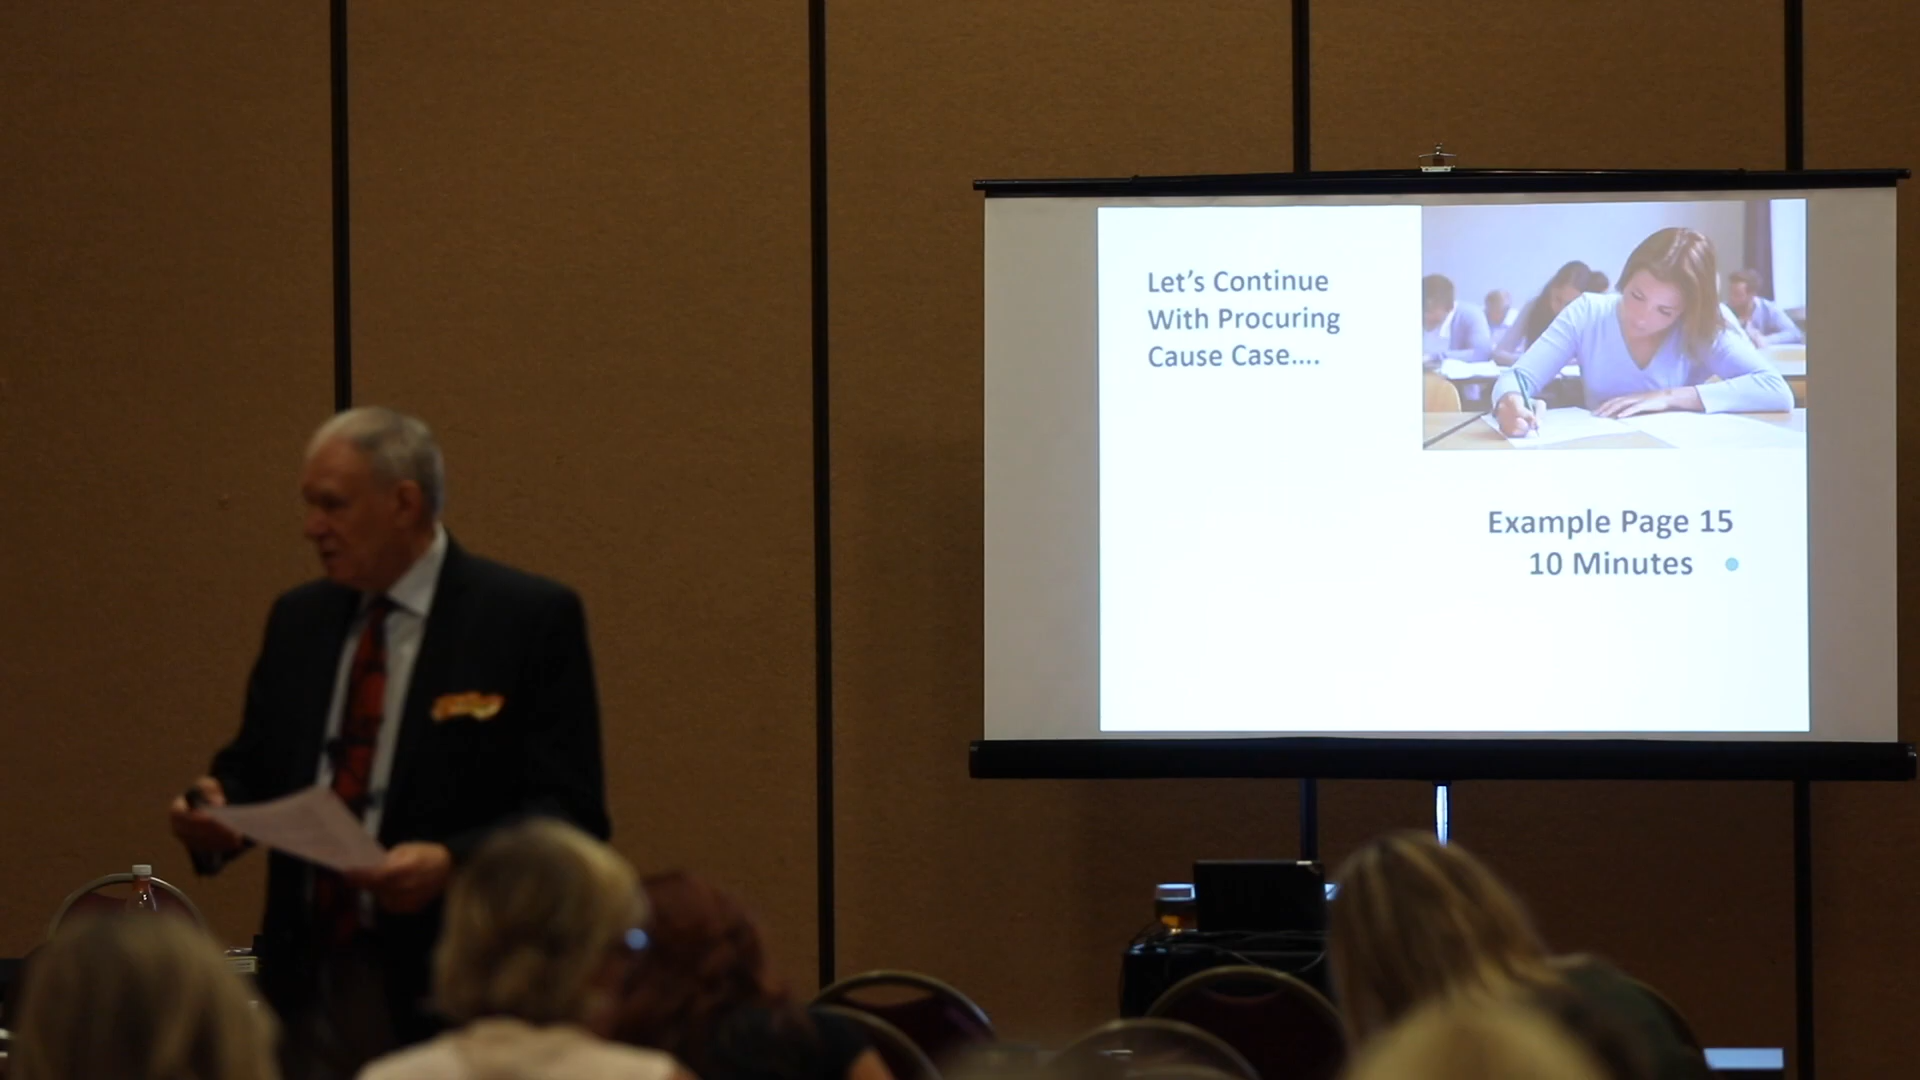 Let’s Continue
With Procuring
Cause Case....
Example Page 15
10 Minutes